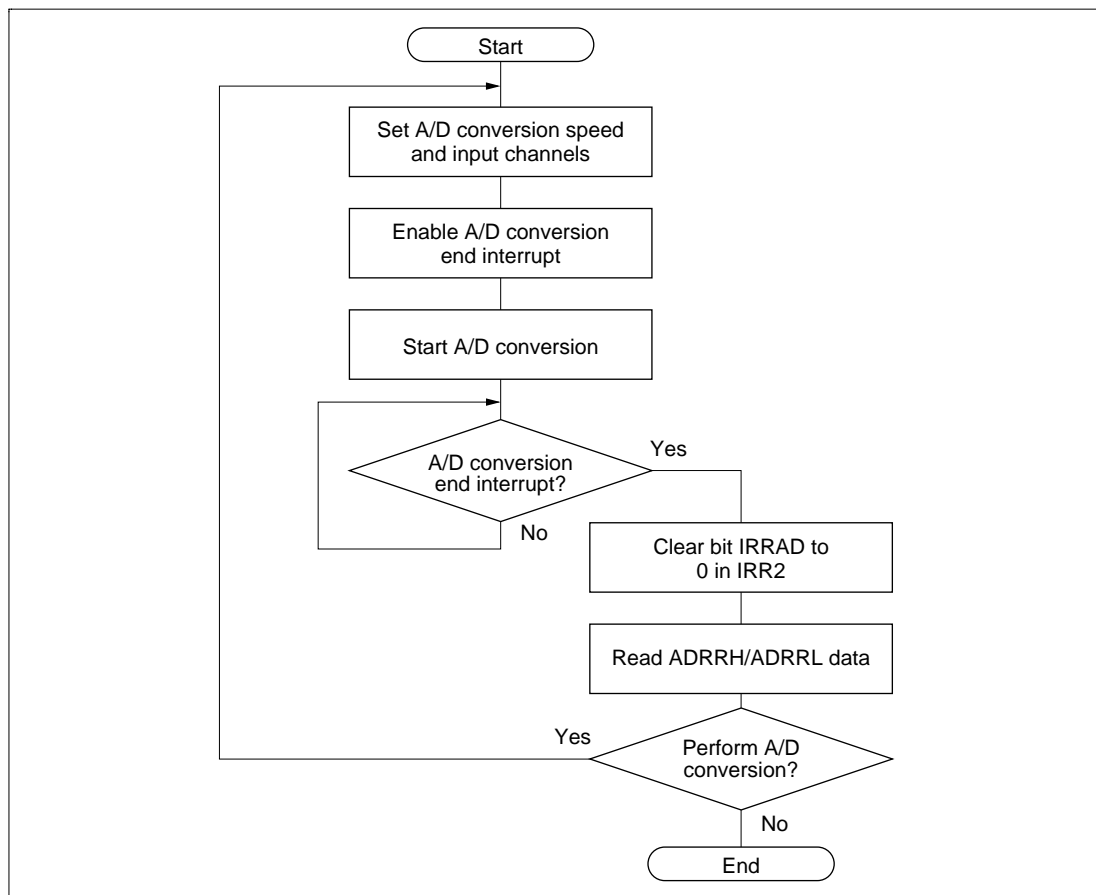 Start
Set A/D conversion speed
and input channels
Enable A/D conversion
end interrupt
Start A/D conversion
A/D conversion
end interrupt?
Yes
No
Clear bit IRRAD to
0 in IRR2
Read ADRRH/ADRRL data
Yes
Perform A/D
conversion?
No
End